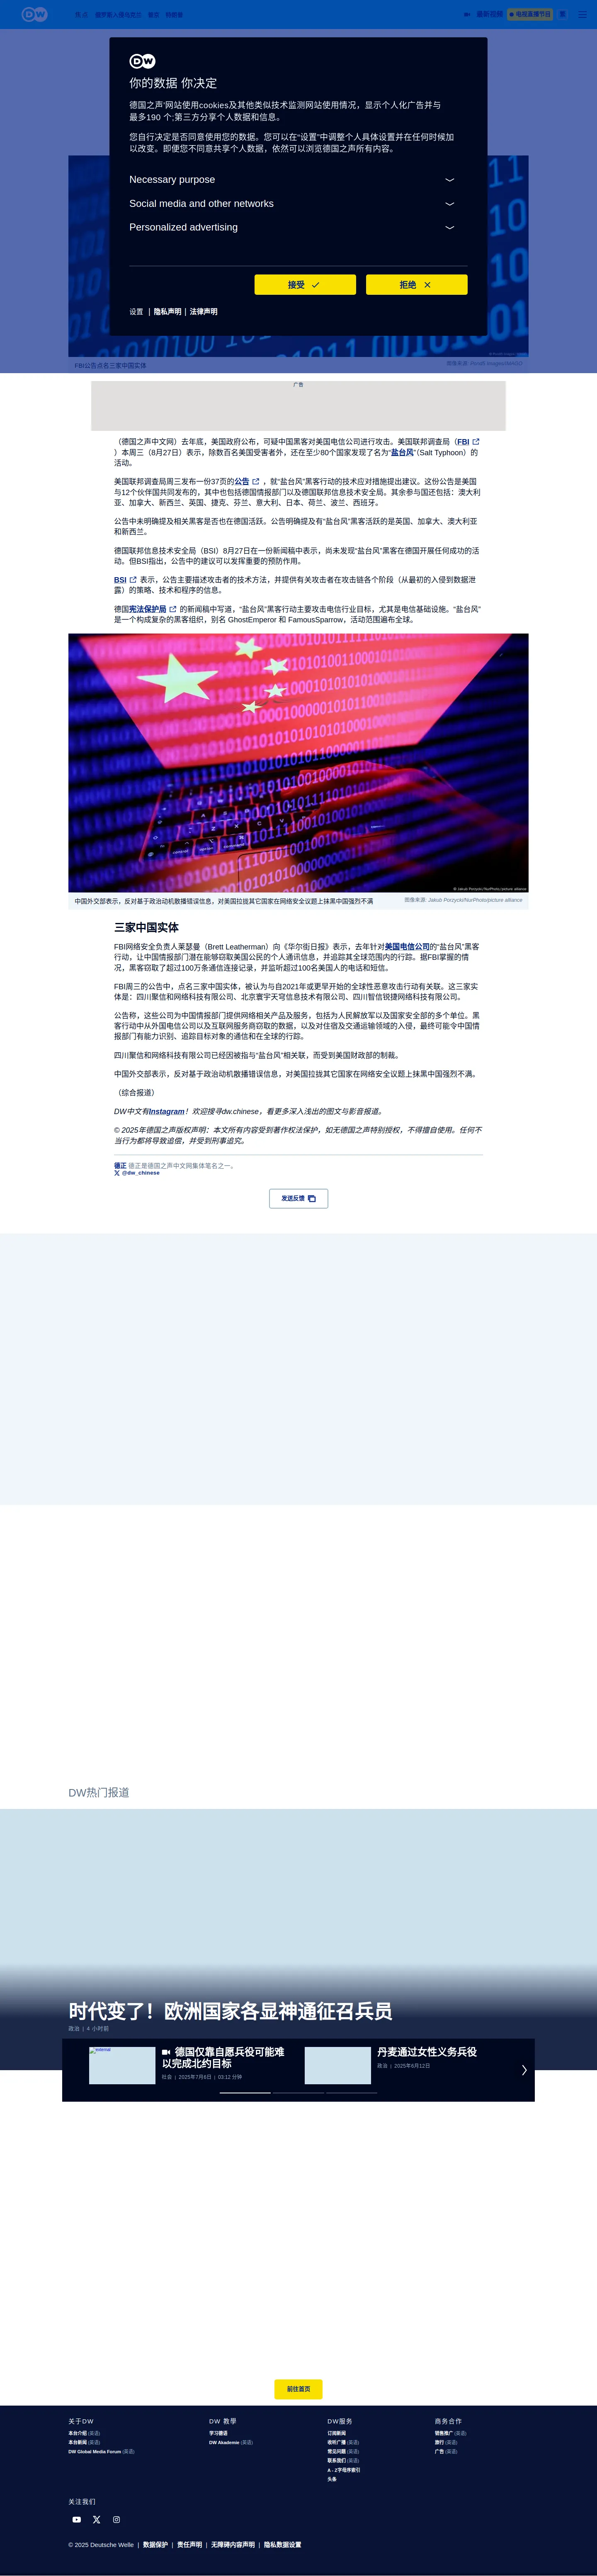 最新视频
电视直播节目
DW
你的数据 你决定
德国之声'网站使用cookies及其他类似技术监测网站使用情况，显示个人化广告并与
最多190 个;第三方分享个人数据和信息。
您自行决定是否同意使用您的数据。您可以在"设置"中调整个人具体设置并在任何时候加
以改变。即便您不同意共享个人数据，依然可以浏览德国之声所有内容。
Necessary purpose
Social media and other networks
Personalized advertising
接受
拒绝
设置 | 隐私声明 | 法律声明
FBI公告点名三家中国实体
广告
（德国之声中文网）去年底，美国政府公布，可疑中国黑客对美国电信公司进行攻击。美国联邦调查局（FBI
）本周三（8月27日）表示，除数百名美国受害者外，还在至少80个国家发现了名为"盐台风"（Salt Typhoon）的
活动。
美国联邦调查局周三发布一份37页的公告 ，就"盐台风"黑客行动的技术应对措施提出建议。这份公告是美国
与12个伙伴国共同发布的，其中也包括德国情报部门以及德国联邦信息技术安全局。其余参与国还包括：澳大利
亚、加拿大、新西兰、英国、捷克、芬兰、意大利、日本、荷兰、波兰、西班牙。
公告中未明确提及相关黑客是否也在德国活跃。公告明确提及有"盐台风"黑客活跃的是英国、加拿大、澳大利亚
和新西兰。
德国联邦信息技术安全局（BSI）8月27日在一份新闻稿中表示，尚未发现"盐台风"黑客在德国开展任何成功的活
动。但BSI指出，公告中的建议可以发挥重要的预防作用。
BSI 表示，公告主要描述攻击者的技术方法，并提供有关攻击者在攻击链各个阶段（从最初的入侵到数据泄
露）的策略、技术和程序的信息。
德国宪法保护局 的新闻稿中写道，"盐台风"黑客行动主要攻击电信行业目标，尤其是电信基础设施。"盐台风"
是一个构成复杂的黑客组织，别名 GhostEmperor 和 FamousSparrow，活动范围遍布全球。
© Jakub Porzycki/NurPhoto/picture alliance
中国外交部表示，反对基于政治动机散播错误信息，对美国拉拢其它国家在网络安全议题上抹黑中国强烈不满
图像来源: Jakub Porzycki/NurPhoto/picture alliance
三家中国实体
FBI网络安全负责人莱瑟曼（Brett Leatherman）向《华尔街日报》表示，去年针对美国电信公司的"盐台风"黑客
行动，让中国情报部门潜在能够窃取美国公民的个人通讯信息，并追踪其全球范围内的行踪。据FBI掌握的情
况，黑客窃取了超过100万条通信连接记录，并监听超过100名美国人的电话和短信。
FBI周三的公告中，点名三家中国实体，被认为与自2021年或更早开始的全球性恶意攻击行动有关联。这三家实
体是：四川聚信和网络科技有限公司、北京寰宇天穹信息技术有限公司、四川智信锐捷网络科技有限公司。
公告称，这些公司为中国情报部门提供网络相关产品及服务，包括为人民解放军以及国家安全部的多个单位。黑
客行动中从外国电信公司以及互联网服务商窃取的数据，以及对住宿及交通运输领域的入侵，最终可能令中国情
报部门有能力识别、追踪目标对象的通信和在全球的行踪。
四川聚信和网络科技有限公司已经因被指与"盐台风"相关联，而受到美国财政部的制裁。
中国外交部表示，反对基于政治动机散播错误信息，对美国拉拢其它国家在网络安全议题上抹黑中国强烈不满。
（综合报道）
DW中文有Instagram！欢迎搜寻dw.chinese，看更多深入浅出的图文与影音报道。
© 2025年德国之声版权声明：本文所有内容受到著作权法保护，如无德国之声特别授权，不得擅自使用。任何不
当行为都将导致追偿，并受到刑事追究。
德正 德正是德国之声中文网集体笔名之一。
@dw_chinese
发送反馈
DW热门报道
时代变了！欧洲国家各显神通征召兵员
政治 | 4 小时前
德国仅靠自愿兵役可能难
以完成北约目标
社会 | 2025年7月6日 | 03:12 分钟
丹麦通过女性义务兵役
政治 | 2025年6月12日
前往首页
关于DW
本台介绍 (英语)
本台新闻 (英语)
DW Global Media Forum (英语)
DW 教學
学习德语
DW Akademie (英语)
DW服务
订阅新闻
收听广播 (英语)
常见问题 (英语)
联系我们 (英语)
A - Z字母序索引
头条
商务合作
销售推广 (英语)
旅行 (英语)
广告 (英语)
关注我们
© 2025 Deutsche Welle | 数据保护 | 责任声明 | 无障碍内容声明 | 隐私数据设置